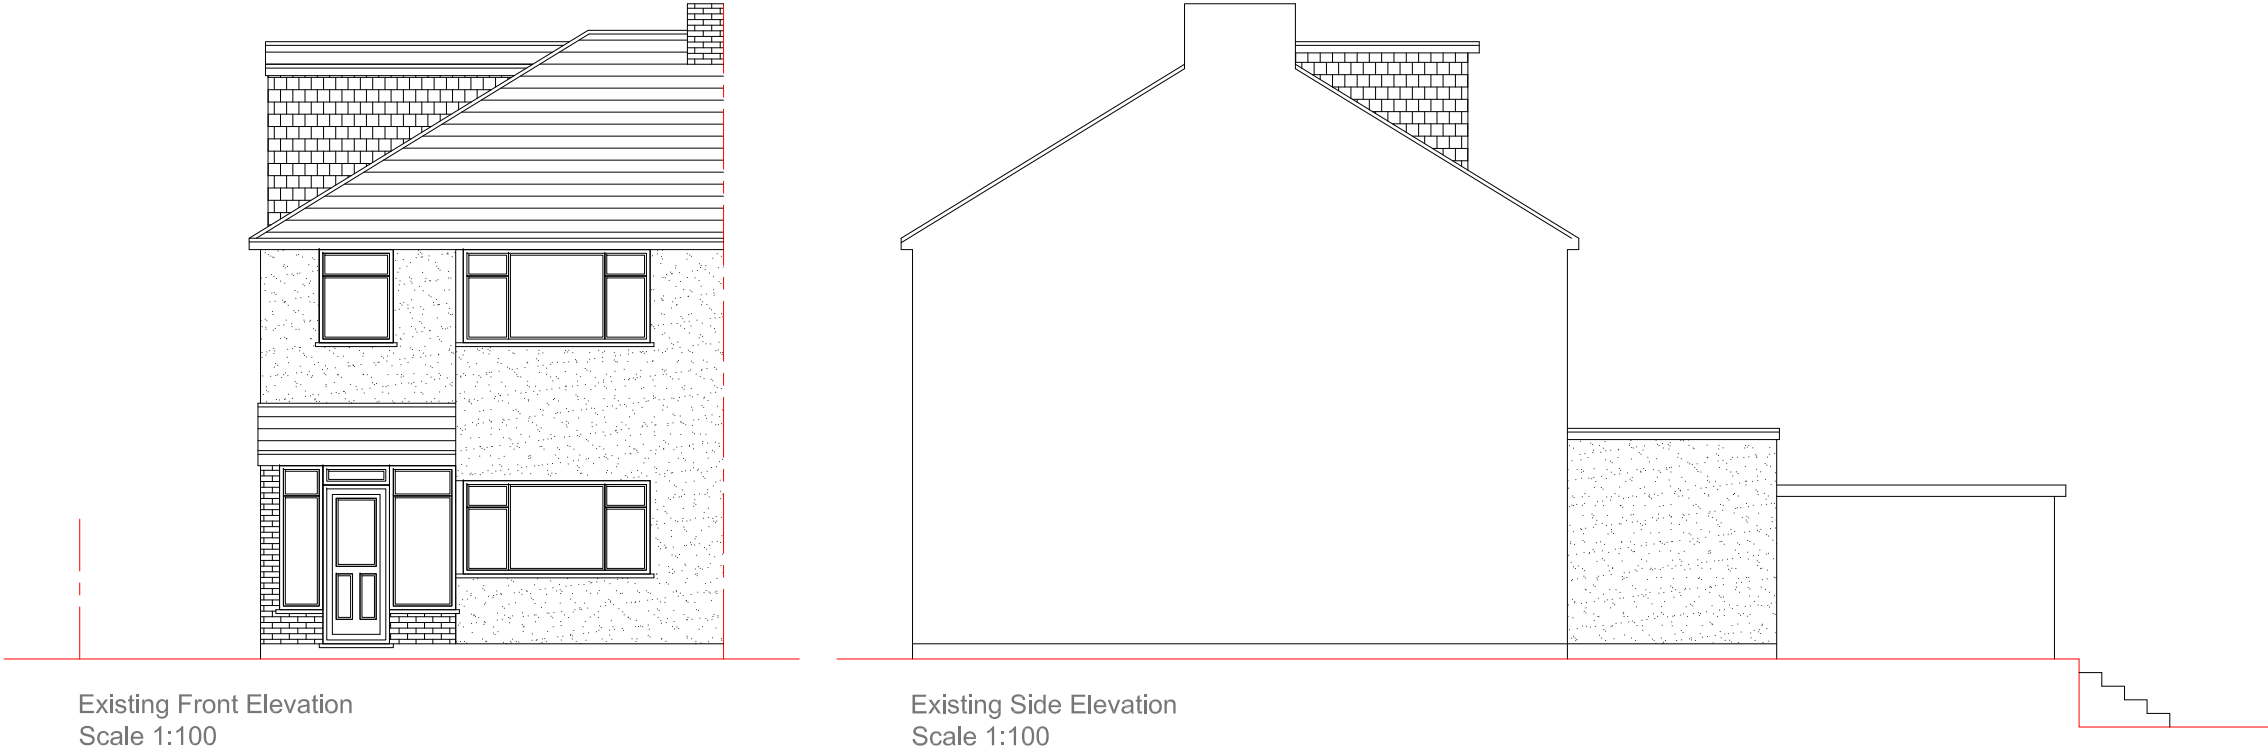 Existing Front Elevation
Scale 1:100
Existing Side Elevation
Scale 1:100